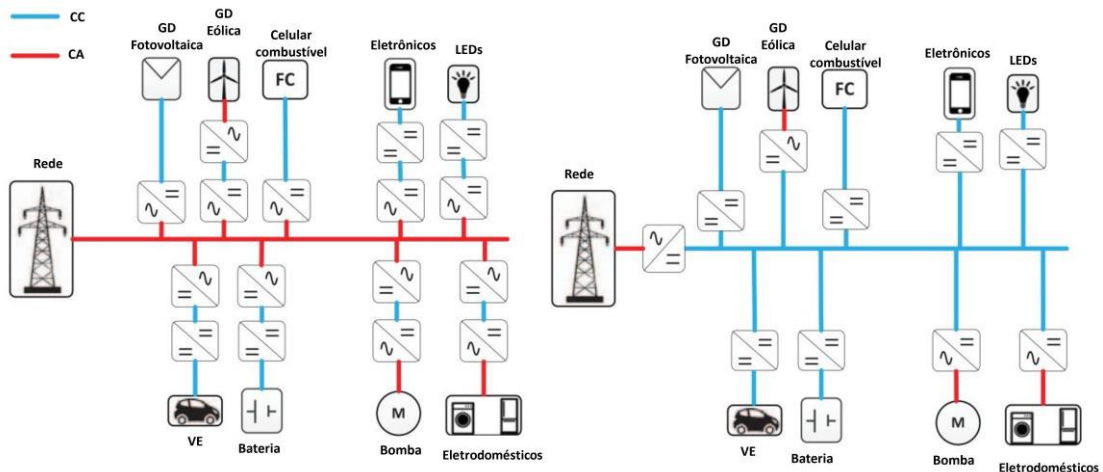 CC
CA
GD
Fotovoltaica
GD
Eólica
Celular
combustível
FC
Eletrônicos
LEDs
Rede
VE
Bateria
M
Bomba
Eletrodomésticos
GD
Fotovoltaica
GD
Eólica
Celular
combustível
FC
Eletrônicos
LEDs
Rede
VE
Bateria
M
Bomba
Eletrodomésticos